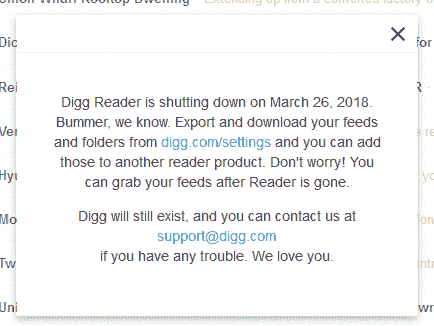 Union Wharf Rooftop Dwelling - Extending up from a converted factory b
Dic
for
Rei
R -
Ver
Hyu
Mo
Tw
Uni
Digg Reader is shutting down on March 26, 2018.
Bummer, we know. Export and download your feeds
and folders from digg.com/settings and you can add
those to another reader product. Don't worry! You
can grab your feeds after Reader is gone.
Digg will still exist, and you can contact us at
support@digg.com
if you have any trouble. We love you.